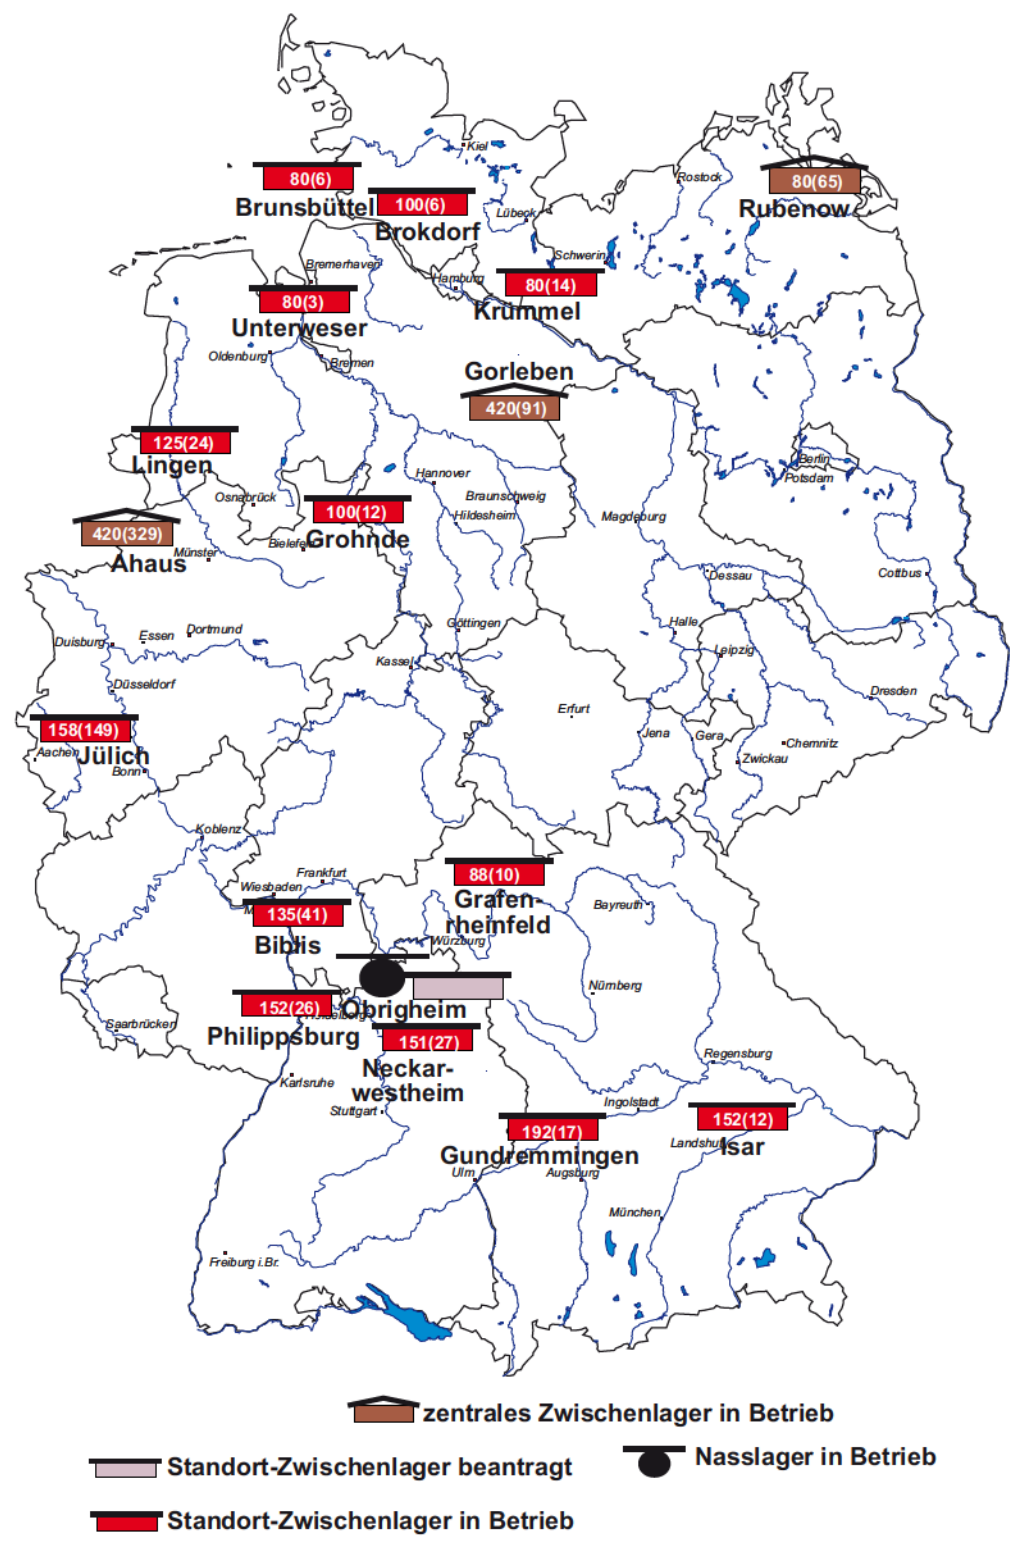 Kiel
80(6)
Brunsbüttel
100(6)
Brokdorf
Lübeck
Rostock
80(65)
Rubenow
Schwerin
Bremerhaven
Hamburg
80(14)
Krümmel
80(3)
Unterweser
Oldenburg
Bremen
Gorleben
420(91)
125(24)
Lingen
Hannover
Berlin
Potsdam
Osnabrück
Braunschweig
100(12)
Hildesheim
Magdeburg
Grohnde
420(329)
Ahaus
Münster
Bielefeld
Dessau
Cottbus
Duisburg
Essen
Dortmund
Göttingen
Halle
Leipzig
Kassel
Düsseldorf
Dresden
Erfurt
158(149)
Jülich
Aachen
Bonn
Jena
Gera
Chemnitz
Zwickau
Koblenz
Frankfurt
Wiesbaden
88(10)
Grafen-
rheinfeld
Bayreuth
135(41)
Biblis
Würzburg
Nürnberg
152(26)
Obrigheim
Philippsburg
Heidelberg
Saarbrücken
151(27)
Neckar-
westheim
Regensburg
Karlsruhe
Stuttgart
Ingolstadt
152(12)
Isar
Landshut
192(17)
Gundremmingen
Ulm
Augsburg
München
Freiburg i.Br.
zentrales Zwischenlager in Betrieb
Nasslager in Betrieb
Standort-Zwischenlager beantragt
Standort-Zwischenlager in Betrieb